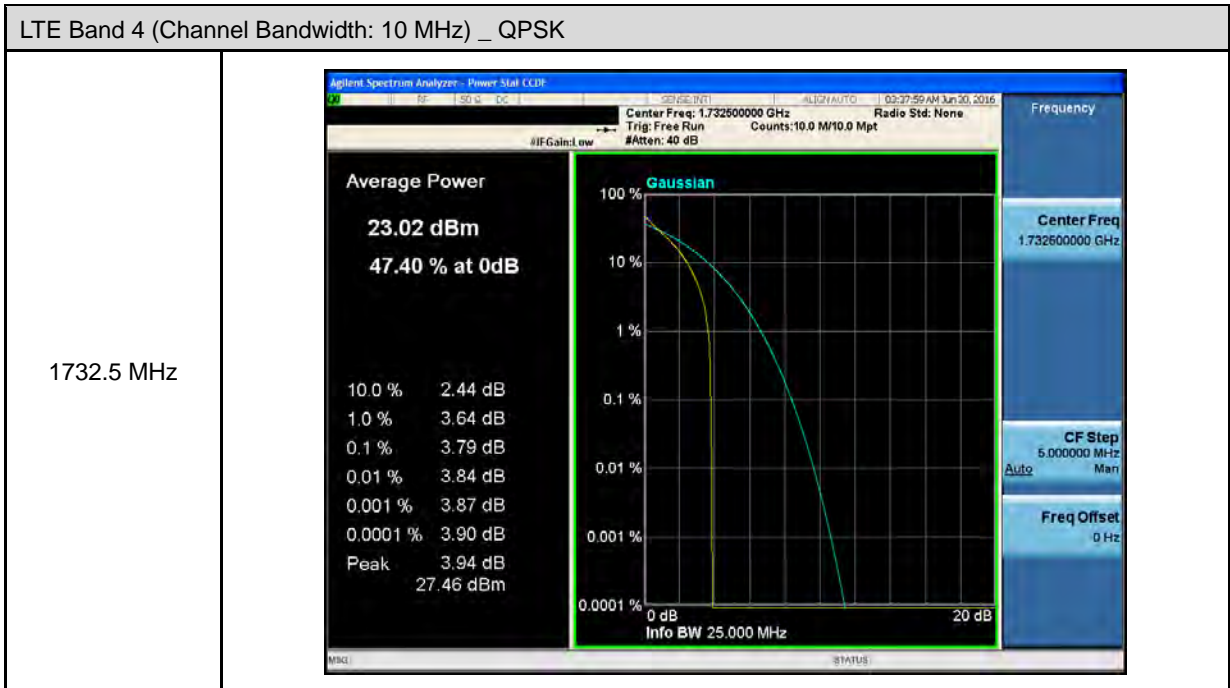 LTE Band 4 (Channel Bandwidth: 10 MHz) _ QPSK
1732.5 MHz
Agilent Spectrum Analyzer - Power Stat CCDF
RF 50 Ω DC SENSE:INT ALIGN AUTO 03:37:59 AM Jun 30, 2016
Center Freq: 1.732500000 GHz Radio Std: None
Trig: Free Run Counts:10.0 M/10.0 Mpt
#IFGain:Low #Atten: 40 dB
Average Power
23.02 dBm
47.40 % at 0dB
10.0 % 2.44 dB
1.0 % 3.64 dB
0.1 % 3.79 dB
0.01 % 3.84 dB
0.001 % 3.87 dB
0.0001 % 3.90 dB
Peak 3.94 dB
27.46 dBm
Gaussian
100 %
10 %
1 %
0.1 %
0.01 %
0.001 %
0.0001 %
0 dB 20 dB
Info BW 25.000 MHz
Frequency
Center Freq
1.732500000 GHz
CF Step
5.000000 MHz
Auto Man
Freq Offset
0 Hz
MSG STATUS